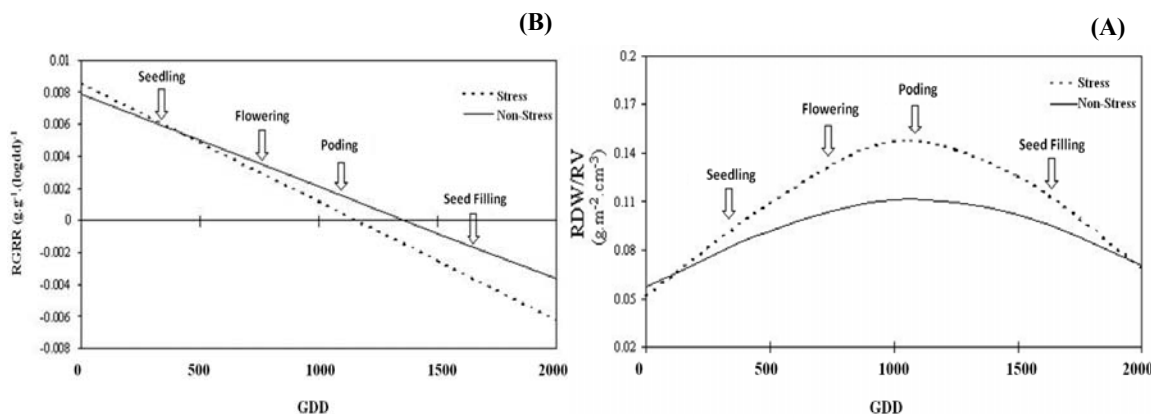 (B)
RGRR (g.g⁻¹.(logdd)⁻¹
0.01
0.008
0.006
0.004
0.002
0
-0.002
-0.004
-0.006
-0.008
Seedling
Flowering
Poding
Seed Filling
Stress
Non-Stress
0
500
1000
1500
2000
GDD
(A)
RDW/RV
(g.m⁻².cm⁻³)
0.2
0.17
0.14
0.11
0.08
0.05
0.02
Seedling
Flowering
Poding
Seed Filling
Stress
Non-Stress
0
500
1000
1500
2000
GDD